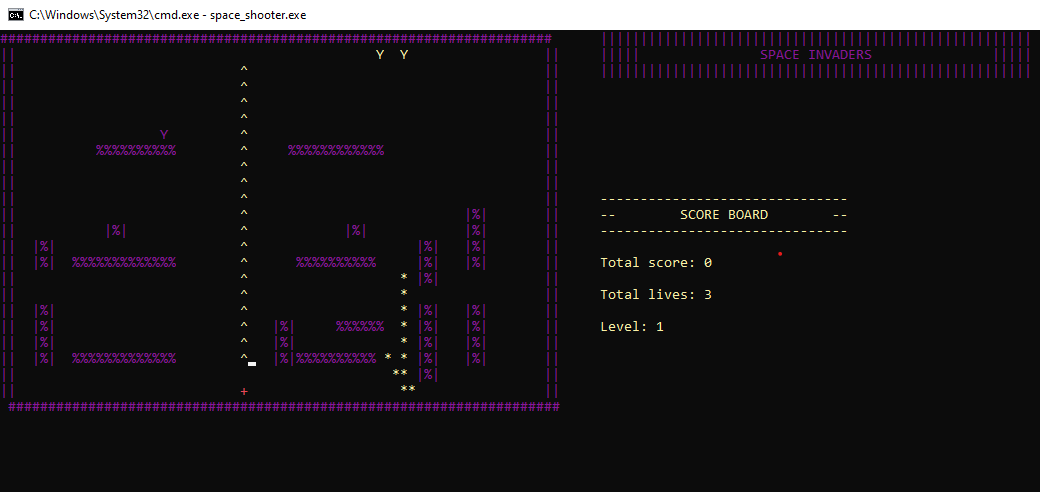 C:\Windows\System32\cmd.exe - space_shooter.exe
SPACE INVADERS
Y Y
Y
SCORE BOARD
Total score: 0
Total lives: 3
Level: 1